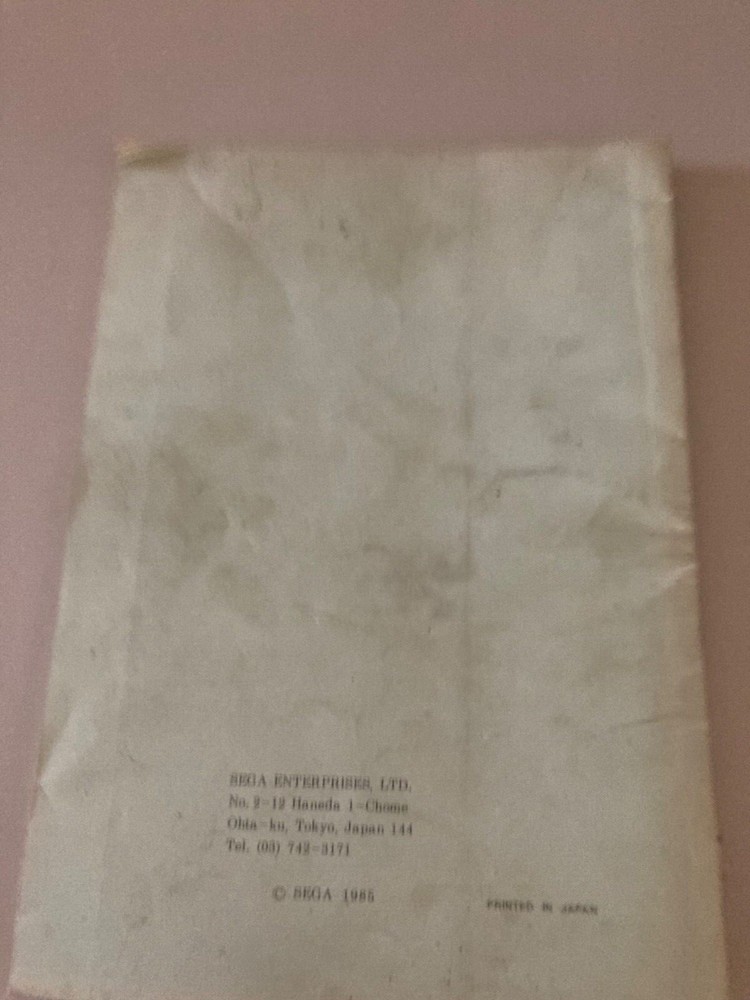 SEGA ENTERPRISES, LTD.
No. 2-12 Haneda 1-Chome
Ohta-ku, Tokyo, Japan 144
Tel. (03) 742-3171
© SEGA 1985
PRINTED IN JAPAN